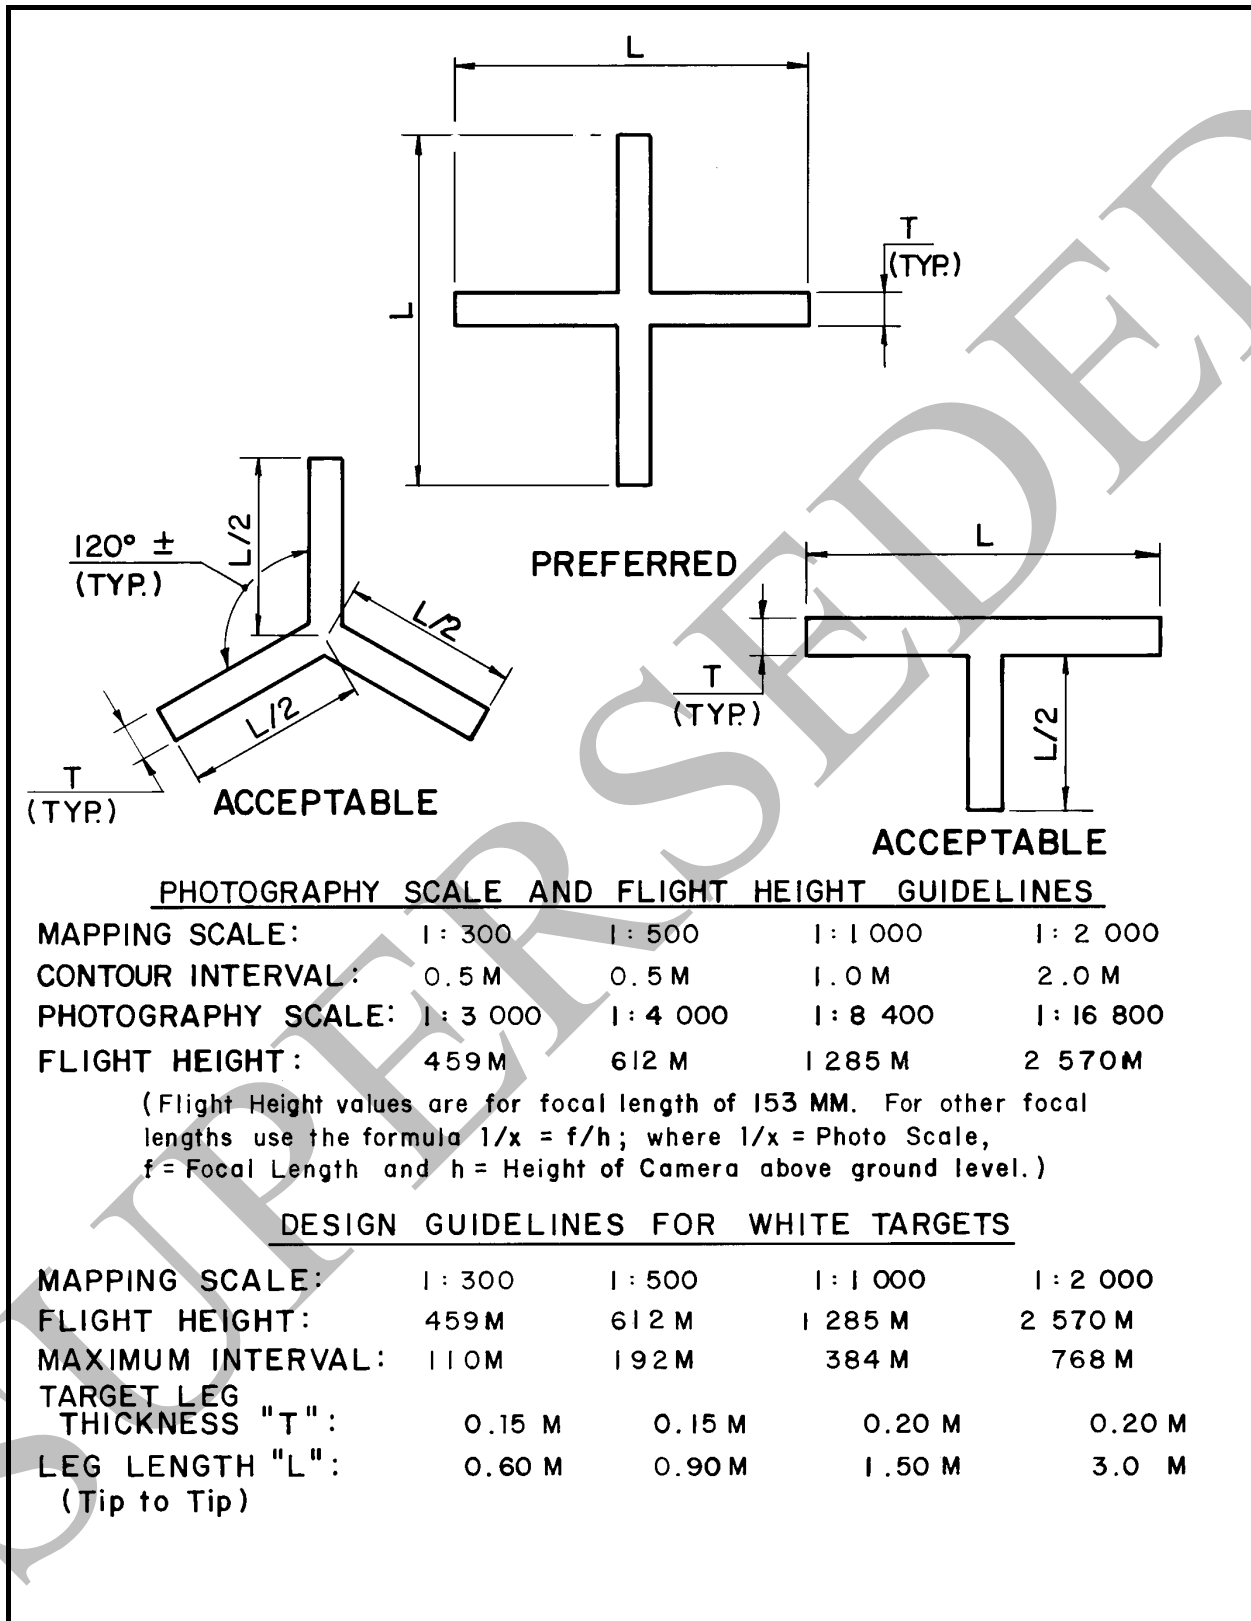 L
L
T
(TYP.)
PREFERRED
L/2
120° ±
(TYP.)
L/2
L/2
T
(TYP.)
ACCEPTABLE
L
T
(TYP.)
L/2
ACCEPTABLE
PHOTOGRAPHY SCALE AND FLIGHT HEIGHT GUIDELINES
MAPPING SCALE: 1: 300 1: 500 1: 1 000 1: 2 000
CONTOUR INTERVAL: 0.5 M 0.5 M 1.0 M 2.0 M
PHOTOGRAPHY SCALE: 1: 3 000 1: 4 000 1: 8 400 1: 16 800
FLIGHT HEIGHT: 459 M 612 M 1 285 M 2 570 M
(Flight Height values are for focal length of 153 MM. For other focal
lengths use the formula 1/x = f/h; where 1/x = Photo Scale,
f = Focal Length and h = Height of Camera above ground level.)
DESIGN GUIDELINES FOR WHITE TARGETS
MAPPING SCALE: 1: 300 1: 500 1: 1 000 1: 2 000
FLIGHT HEIGHT: 459 M 612 M 1 285 M 2 570 M
MAXIMUM INTERVAL: 110M 192M 384 M 768 M
TARGET LEG
THICKNESS "T": 0.15 M 0.15 M 0.20 M 0.20 M
LEG LENGTH "L": 0.60 M 0.90 M 1.50 M 3.0 M
(Tip to Tip)
SUPERSEDED